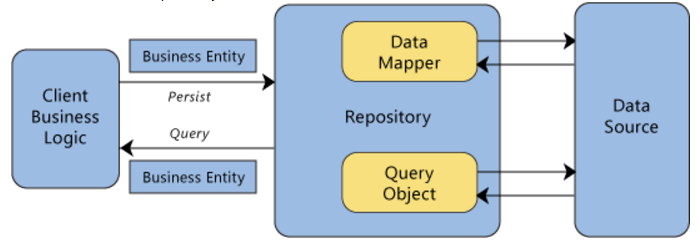 Business Entity
Persist
Query
Business Entity
Client
Business
Logic
Data
Mapper
Repository
Query
Object
Data
Source